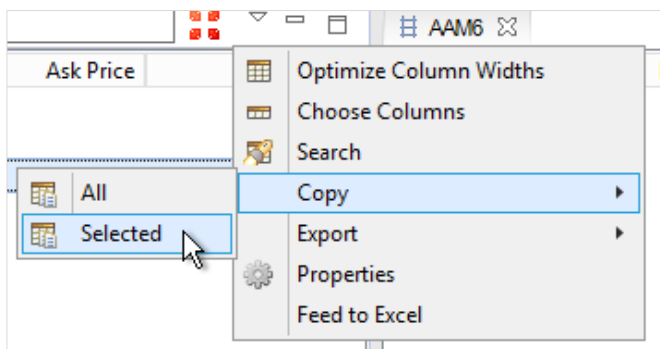 AAM6
Ask Price
Optimize Column Widths
Choose Columns
Search
Copy
All
Selected
Export
Properties
Feed to Excel